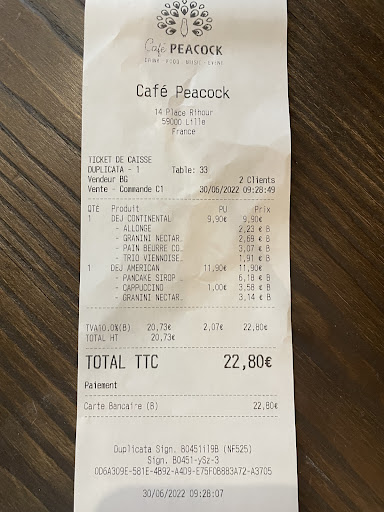 Café PEACOCK
DRINK · FOOD · MUSIC · EVENT
Café Peacock
14 Place Rihour
59000 Lille
France
TICKET DE CAISSE
DUPLICATA - 1 Table: 33
Vendeur BG 2 Clients
Vente - Commande C1 30/06/2022 09:28:49
QTÉ Produit PU Prix
1 DEJ CONTINENTAL 9,90€ 9,90€
- ALLONGE 2,23 € B
- GRANINI NECTAR. 2,69 € B
- PAIN BEURRE CO. 3,07 € B
- TRIO VIENNOISE. 1,91 € B
1 DEJ AMERICAN 11,90€ 11,90€
- PANCAKE SIROP 6,18 € B
- CAPPUCCINO 1,00€ 3,58 € B
- GRANINI NECTAR. 3,14 € B
TVA10.0%(B) 20,73€ 2,07€ 22,80€
TOTAL HT 20,73€
TOTAL TTC 22,80€
Paiement
Carte Bancaire (B) 22,80€
Duplicata Sign. B0451il9B (NF525)
Sign. B0451-ySz-3
0D6A309E-581E-4B92-A4D9-E75F0B8B3A72-A3705
30/06/2022 09:28:07